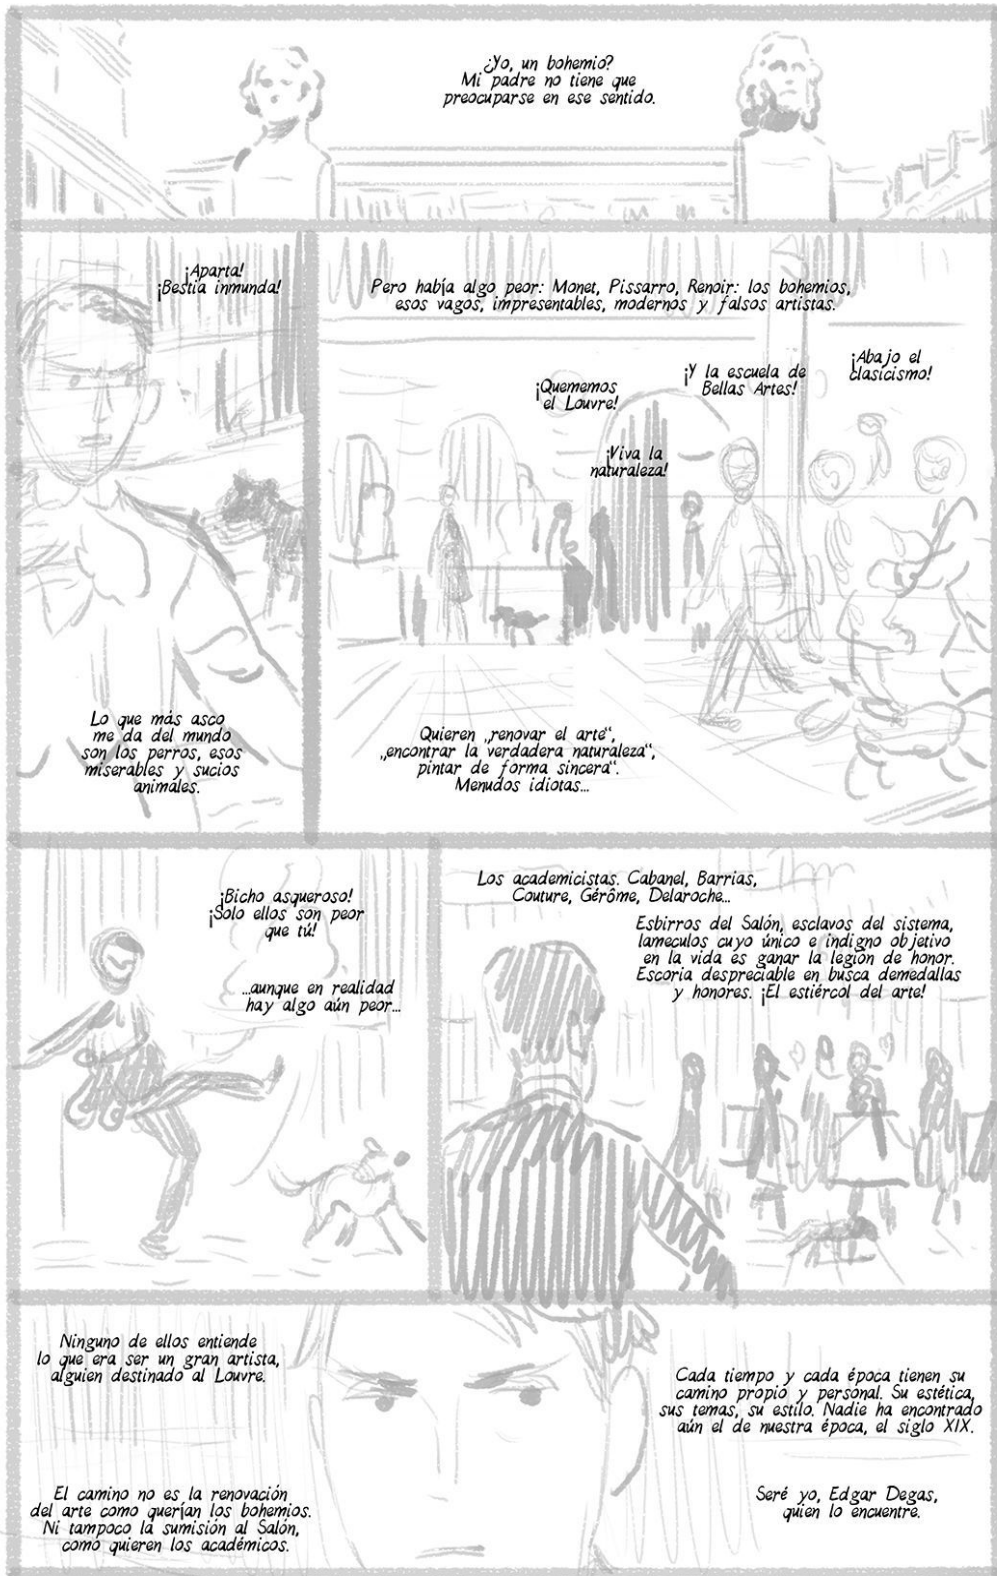 ¿Yo, un bohemio?
Mi padre no tiene que
preocuparse en ese sentido.
¡Aparta!
¡Bestia inmunda!
Lo que más asco
me da del mundo
son los perros, esos
miserables y sucios
animales.
Pero había algo peor: Monet, Pissarro, Renoir: los bohemios,
esos vagos, impresentables, modernos y falsos artistas.
¡Quememos
el Louvre!
¡Y la escuela de
Bellas Artes!
¡Abajo el
clasicismo!
¡Viva la
naturaleza!
Quieren „renovar el arte“,
„encontrar la verdadera naturaleza“,
pintar de forma sincera“.
Menudos idiotas...
¡Bicho asqueroso!
¡Solo ellos son peor
que tú!
...aunque en realidad
hay algo aún peor...
Los academicistas. Cabanel, Barrias,
Couture, Gérôme, Delaroche...
Esbirros del Salón, esclavos del sistema,
lameculos cuyo único e indigno objetivo
en la vida es ganar la legión de honor.
Escoria despreciable en busca demedallas
y honores. ¡El estiércol del arte!
Ninguno de ellos entiende
lo que era ser un gran artista,
alguien destinado al Louvre.
El camino no es la renovación
del arte como querían los bohemios.
Ni tampoco la sumisión al Salón,
como quieren los académicos.
Cada tiempo y cada época tienen su
camino propio y personal. Su estética,
sus temas, su estilo. Nadie ha encontrado
aún el de nuestra época, el siglo XIX.
Seré yo, Edgar Degas,
quien lo encuentre.